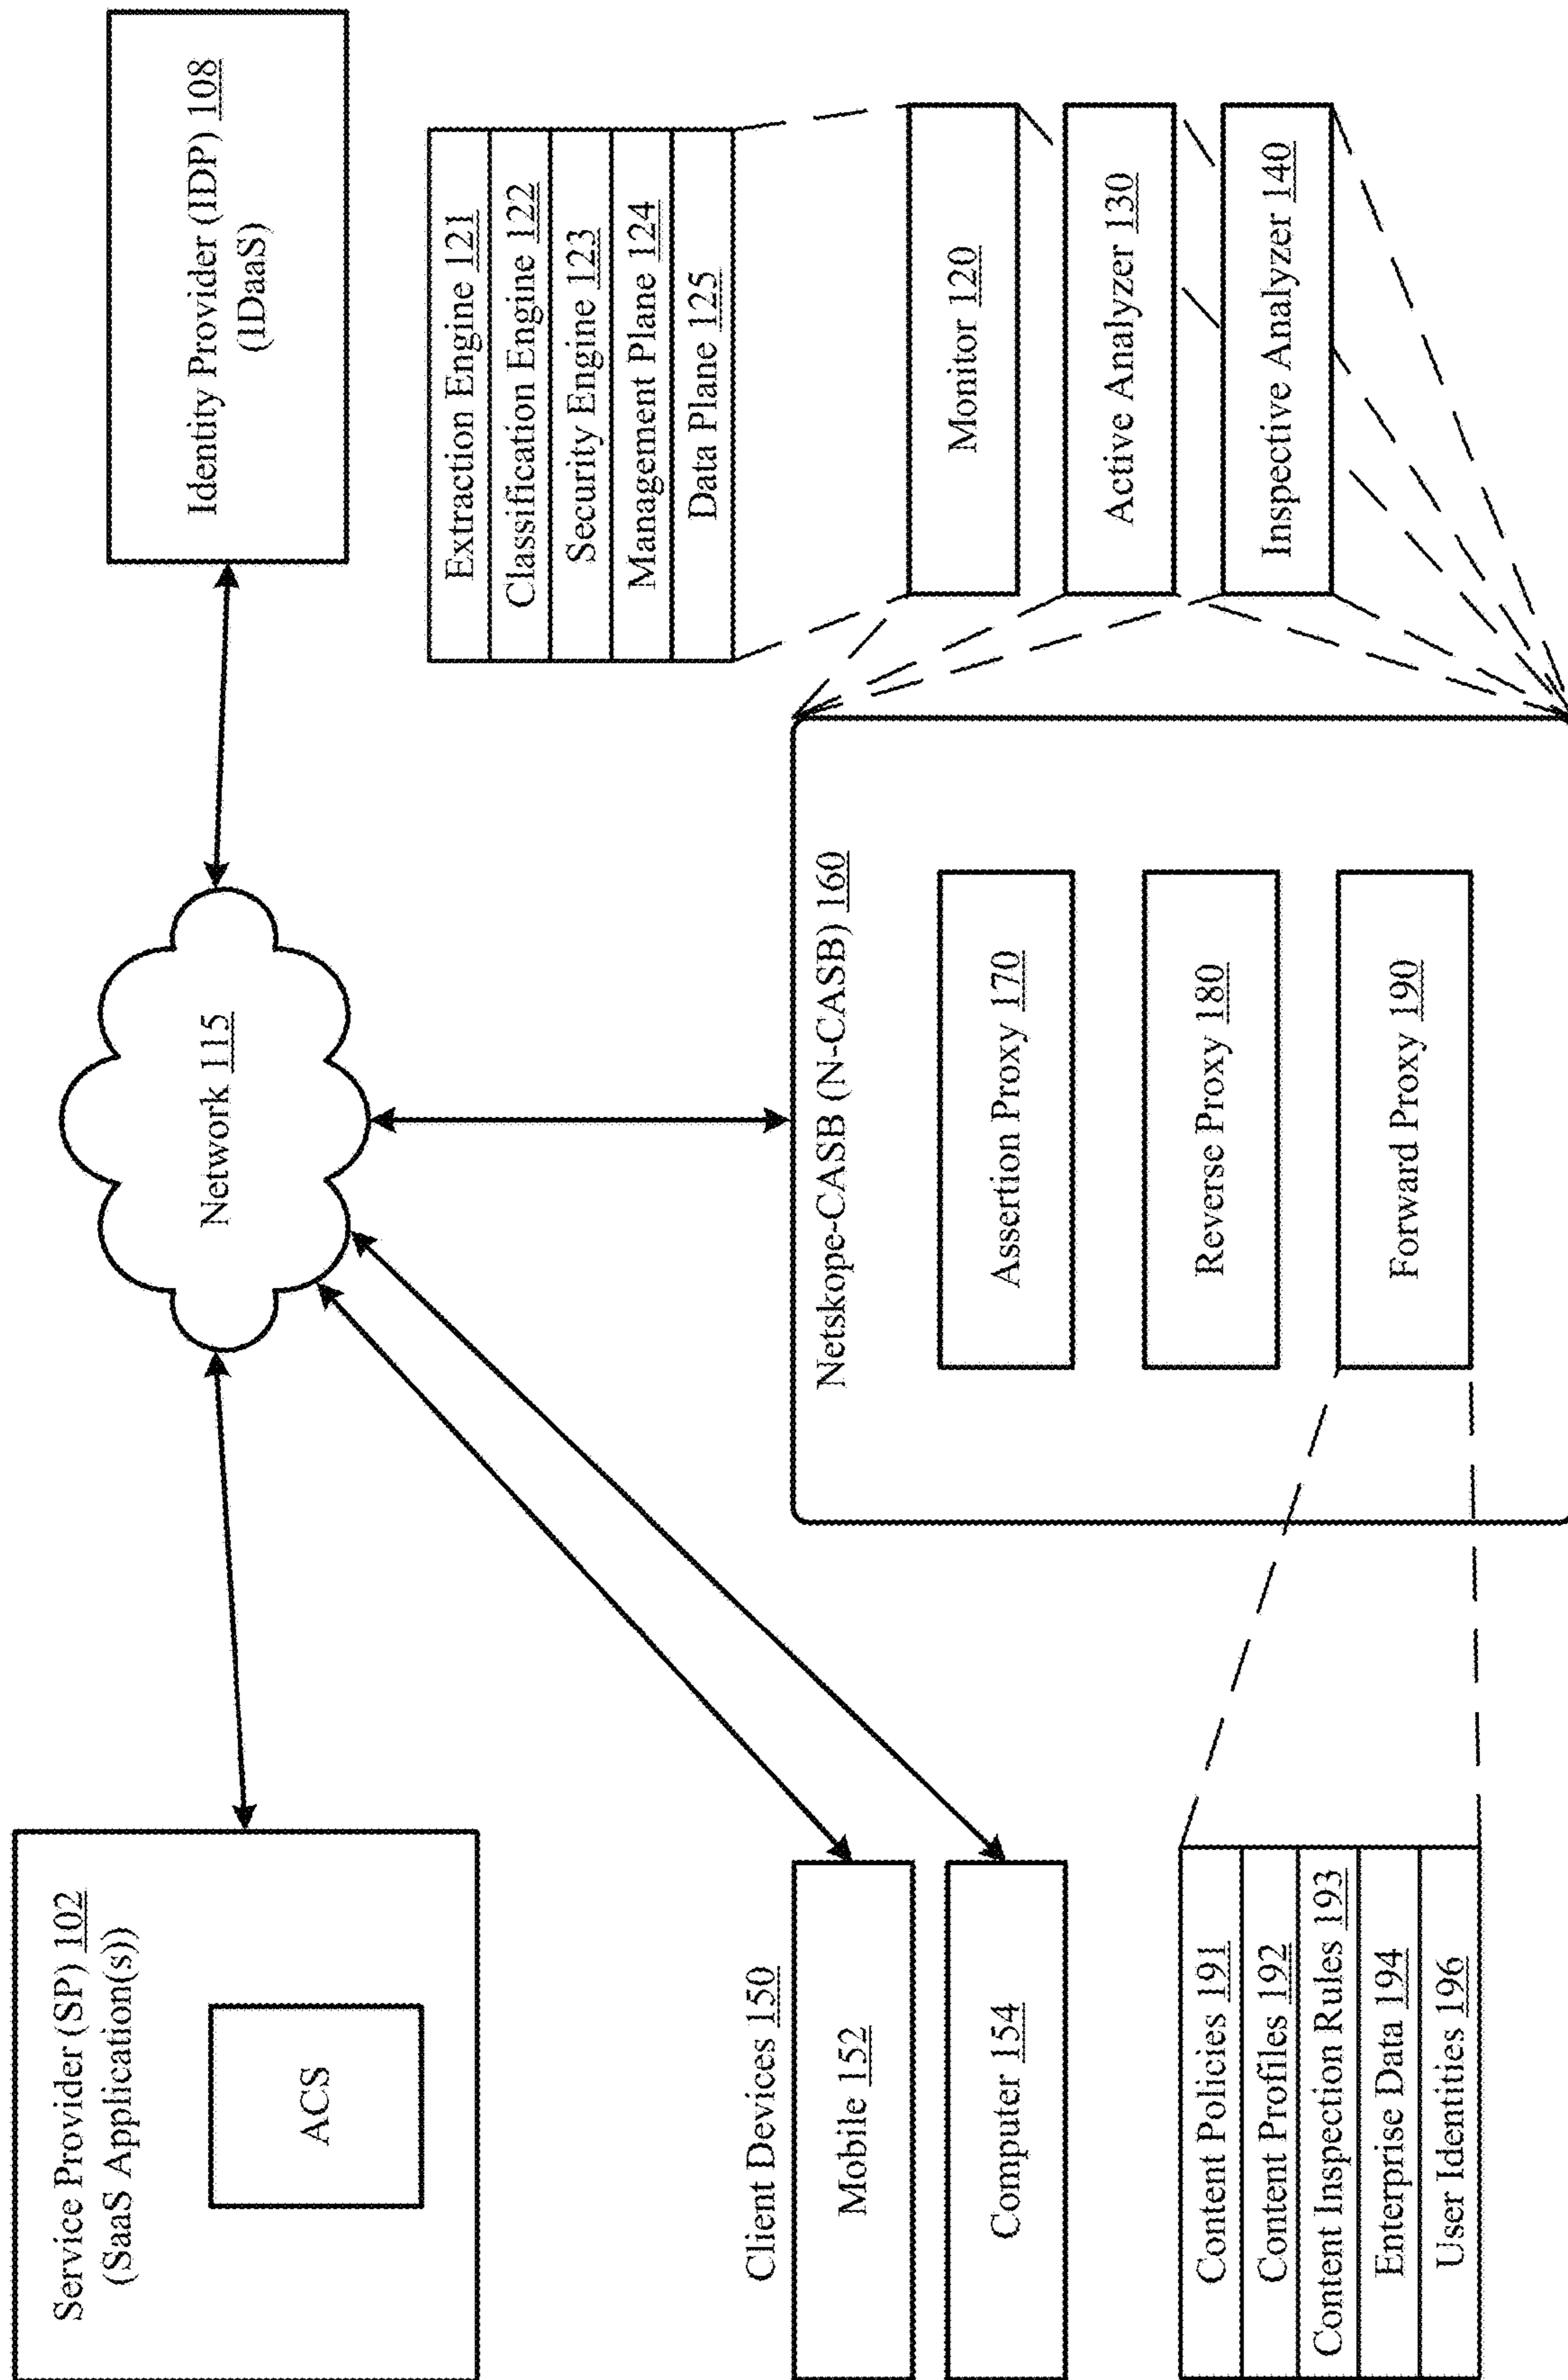 Service Provider (SP) 102
(SaaS Application(s))
ACS
Network 115
Identity Provider (IDP) 108
(IDaaS)
Extraction Engine 121
Classification Engine 122
Security Engine 123
Management Plane 124
Data Plane 125
Client Devices 150
Mobile 152
Computer 154
Netskope-CASB (N-CASB) 160
Assertion Proxy 170
Reverse Proxy 180
Forward Proxy 190
Monitor 120
Active Analyzer 130
Inspective Analyzer 140
Content Policies 191
Content Profiles 192
Content Inspection Rules 193
Enterprise Data 194
User Identities 196